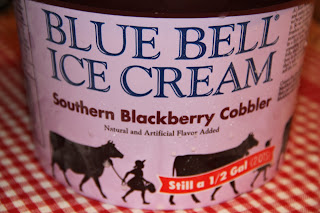 BLUE BELL®
ICE CREAM
Southern Blackberry Cobbler
Natural and Artificial Flavor Added
Still a 1/2 Gal